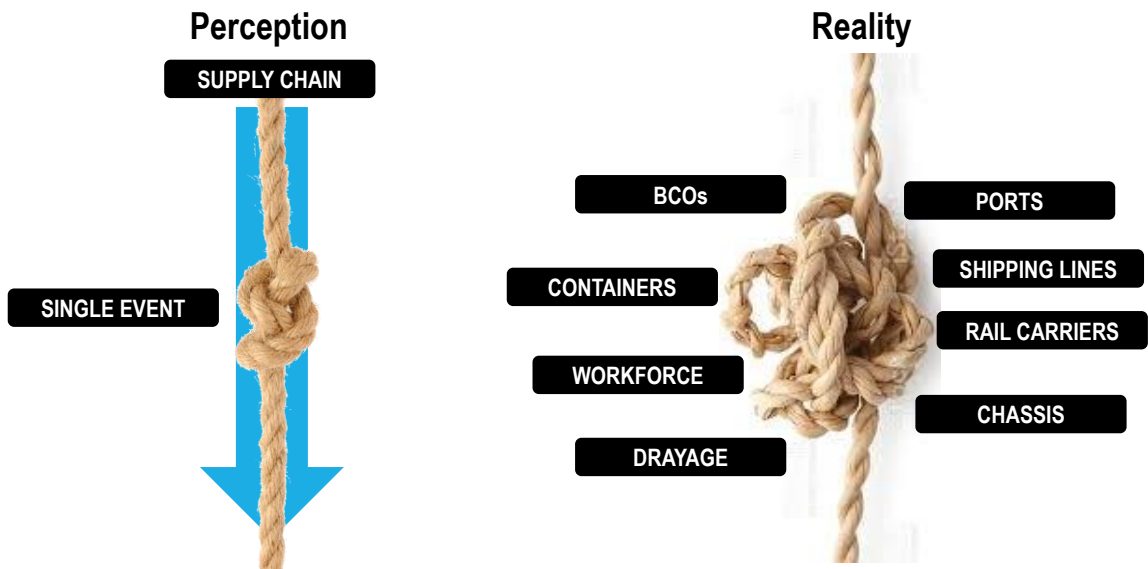 Perception
SUPPLY CHAIN
SINGLE EVENT
Reality
BCOs
PORTS
CONTAINERS
SHIPPING LINES
RAIL CARRIERS
WORKFORCE
CHASSIS
DRAYAGE